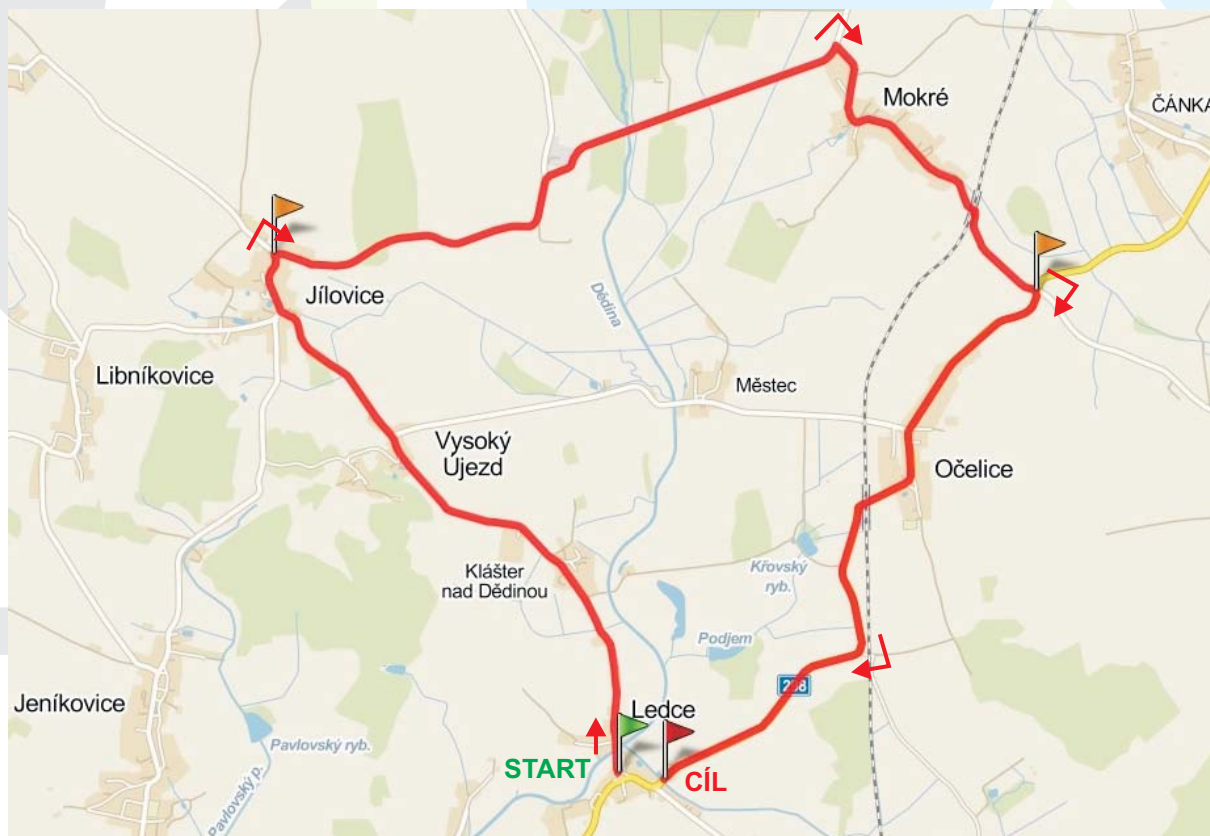 Mokré
ČÁNKA
Jílovice
Dědina
Libníkovice
Městec
Vysoký
Újezd
Očelice
Klášter
nad Dědinou
Křovský
ryb.
Podjem
298
Jeníkovice
Ledce
Pavlovský ryb.
START
CÍL
Pavlovský p.